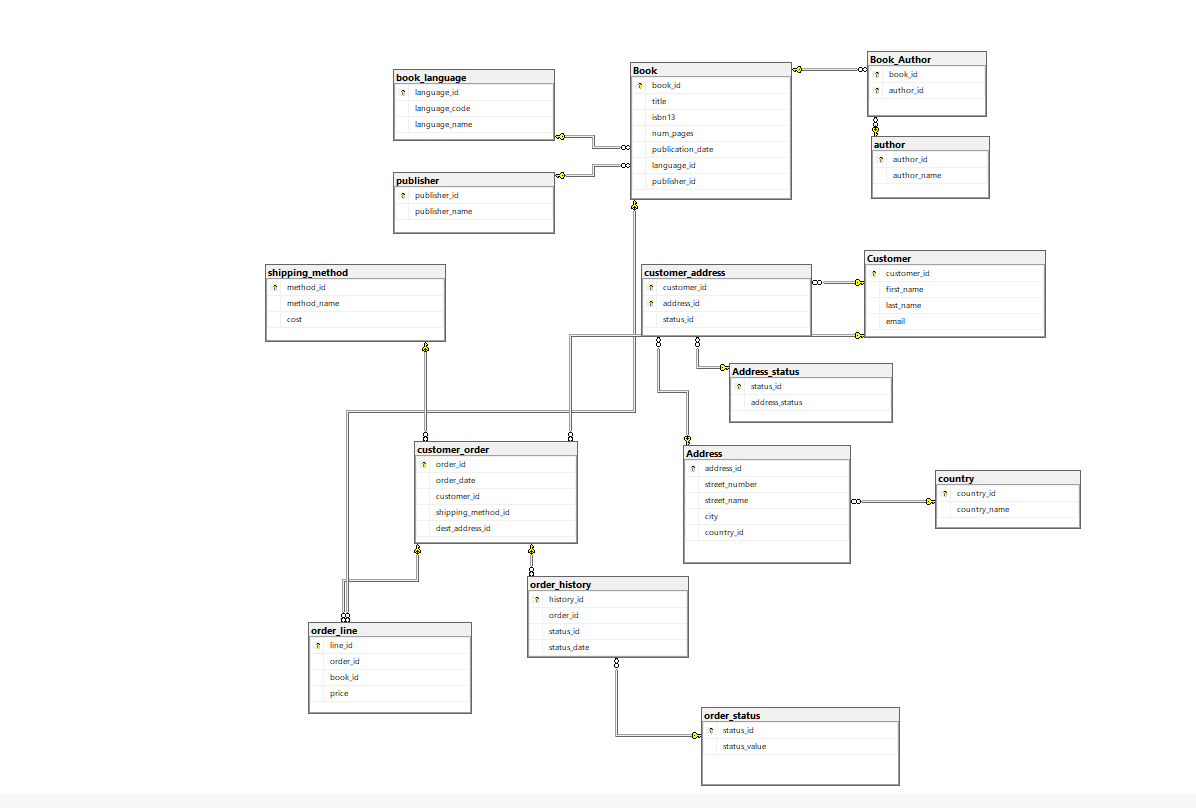 book_language
language_id
language_code
language_name
publisher
publisher_id
publisher_name
Book
book_id
title
isbn13
num_pages
publication_date
language_id
publisher_id
Book_Author
book_id
author_id
author
author_id
author_name
shipping_method
method_id
method_name
cost
customer_address
customer_id
address_id
status_id
Customer
customer_id
first_name
last_name
email
Address_status
status_id
address_status
customer_order
order_id
order_date
customer_id
shipping_method_id
dest_address_id
Address
address_id
street_number
street_name
city
country_id
country
country_id
country_name
order_history
history_id
order_id
status_id
status_date
order_line
line_id
order_id
book_id
price
order_status
status_id
status_value